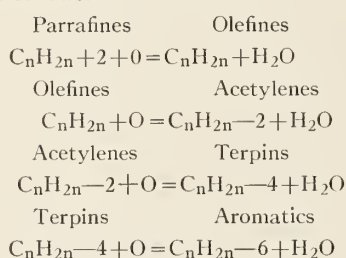 Parrafines Olefines
CₙH₂ₙ+2+0=CₙH₂ₙ+H₂O
Olefines Acetylenes
CₙH₂ₙ+O=CₙH₂ₙ—2+H₂O
Acetylenes Terpins
CₙH₂ₙ—2+O=CₙH₂ₙ—4+H₂O
Terpins Aromatics
CₙH₂ₙ—4+O=CₙH₂ₙ—6+H₂O